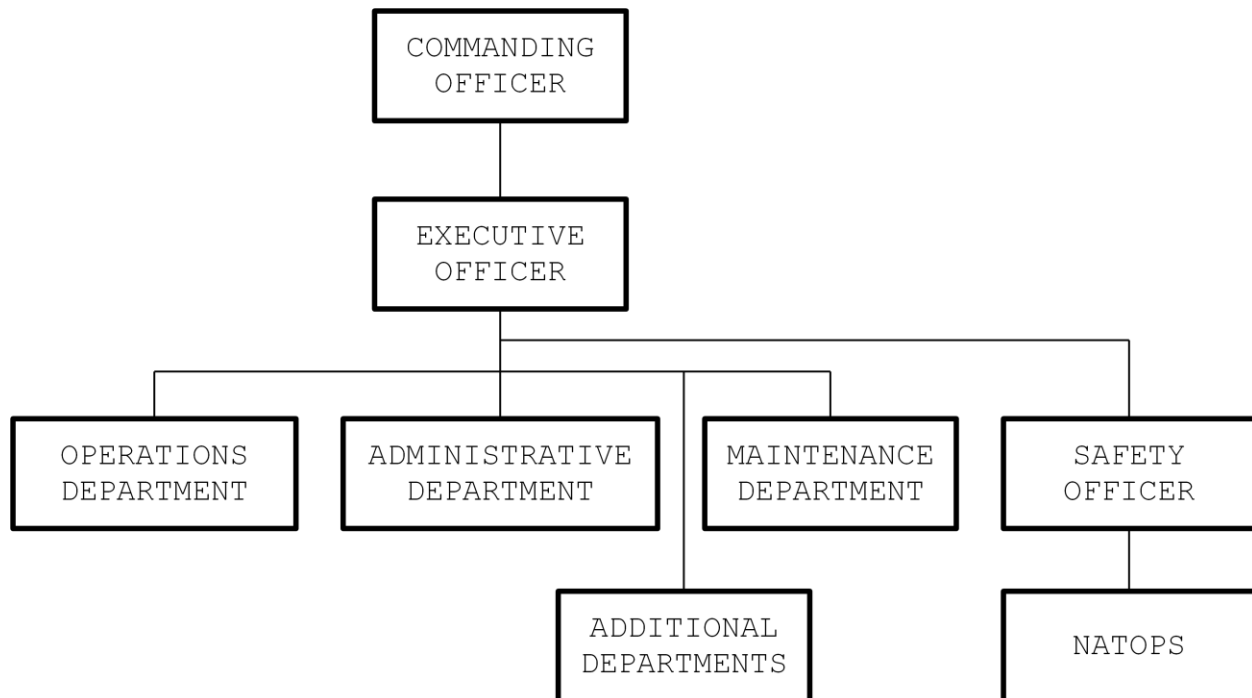 COMMANDING
OFFICER
EXECUTIVE
OFFICER
OPERATIONS
DEPARTMENT
ADMINISTRATIVE
DEPARTMENT
MAINTENANCE
DEPARTMENT
SAFETY
OFFICER
ADDITIONAL
DEPARTMENTS
NATOPS